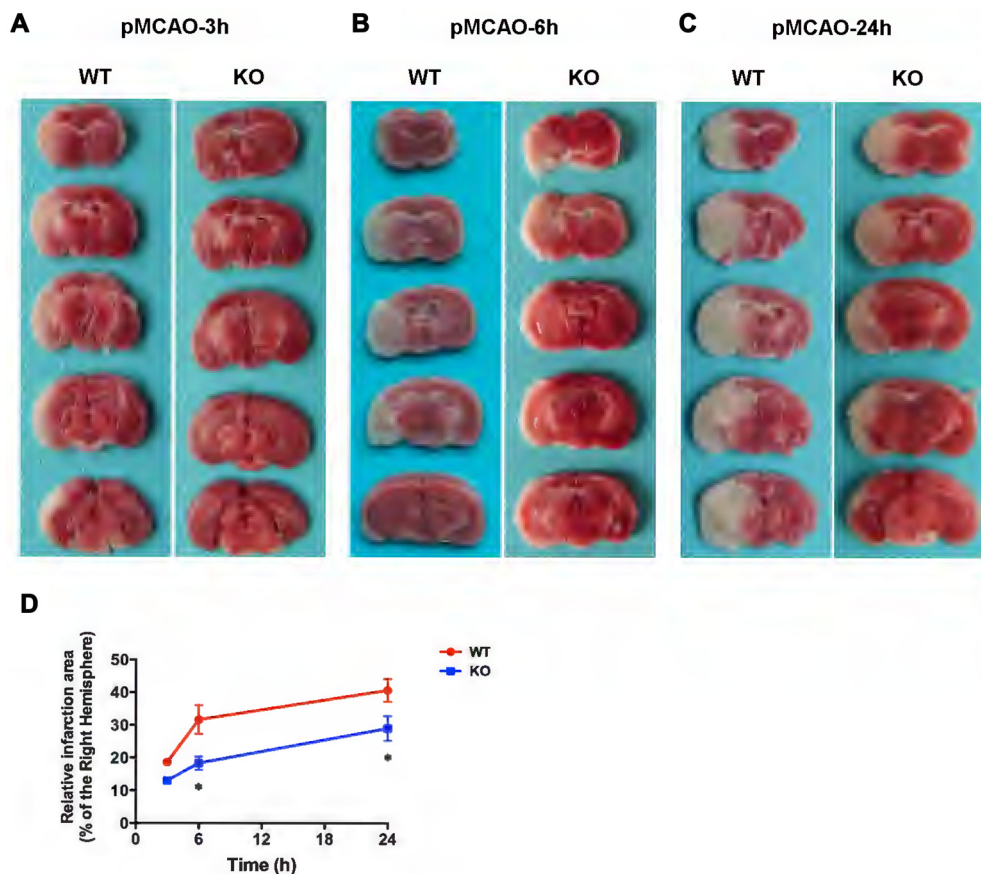 A pMCAO-3h B pMCAO-6h C pMCAO-24h
WT KO WT KO WT KO
D
WT
KO
Relative infarction area
(% of the Right Hemisphere)
50
40
30
20
10
0
* *
0 6 12 18 24
Time (h)